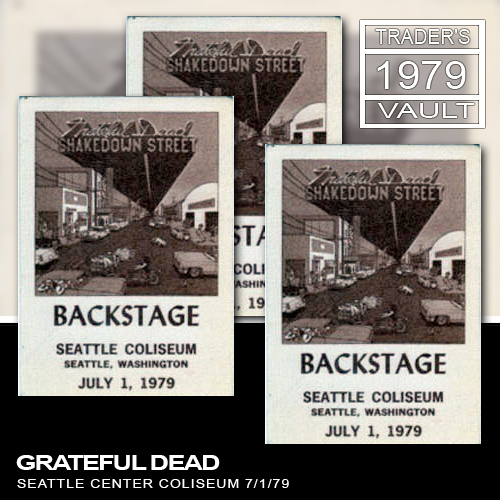 TRADER'S
1979
VAULT
Grateful Dead
SHAKEDOWN STREET
Grateful Dead
SHAKEDOWN STREET
BACKSTAGE
SEATTLE COLISEUM
SEATTLE, WASHINGTON
JULY 1, 1979
Grateful Dead
SHAKEDOWN STREET
BACKSTAGE
SEATTLE COLISEUM
SEATTLE, WASHINGTON
JULY 1, 1979
GRATEFUL DEAD
SEATTLE CENTER COLISEUM 7/1/79